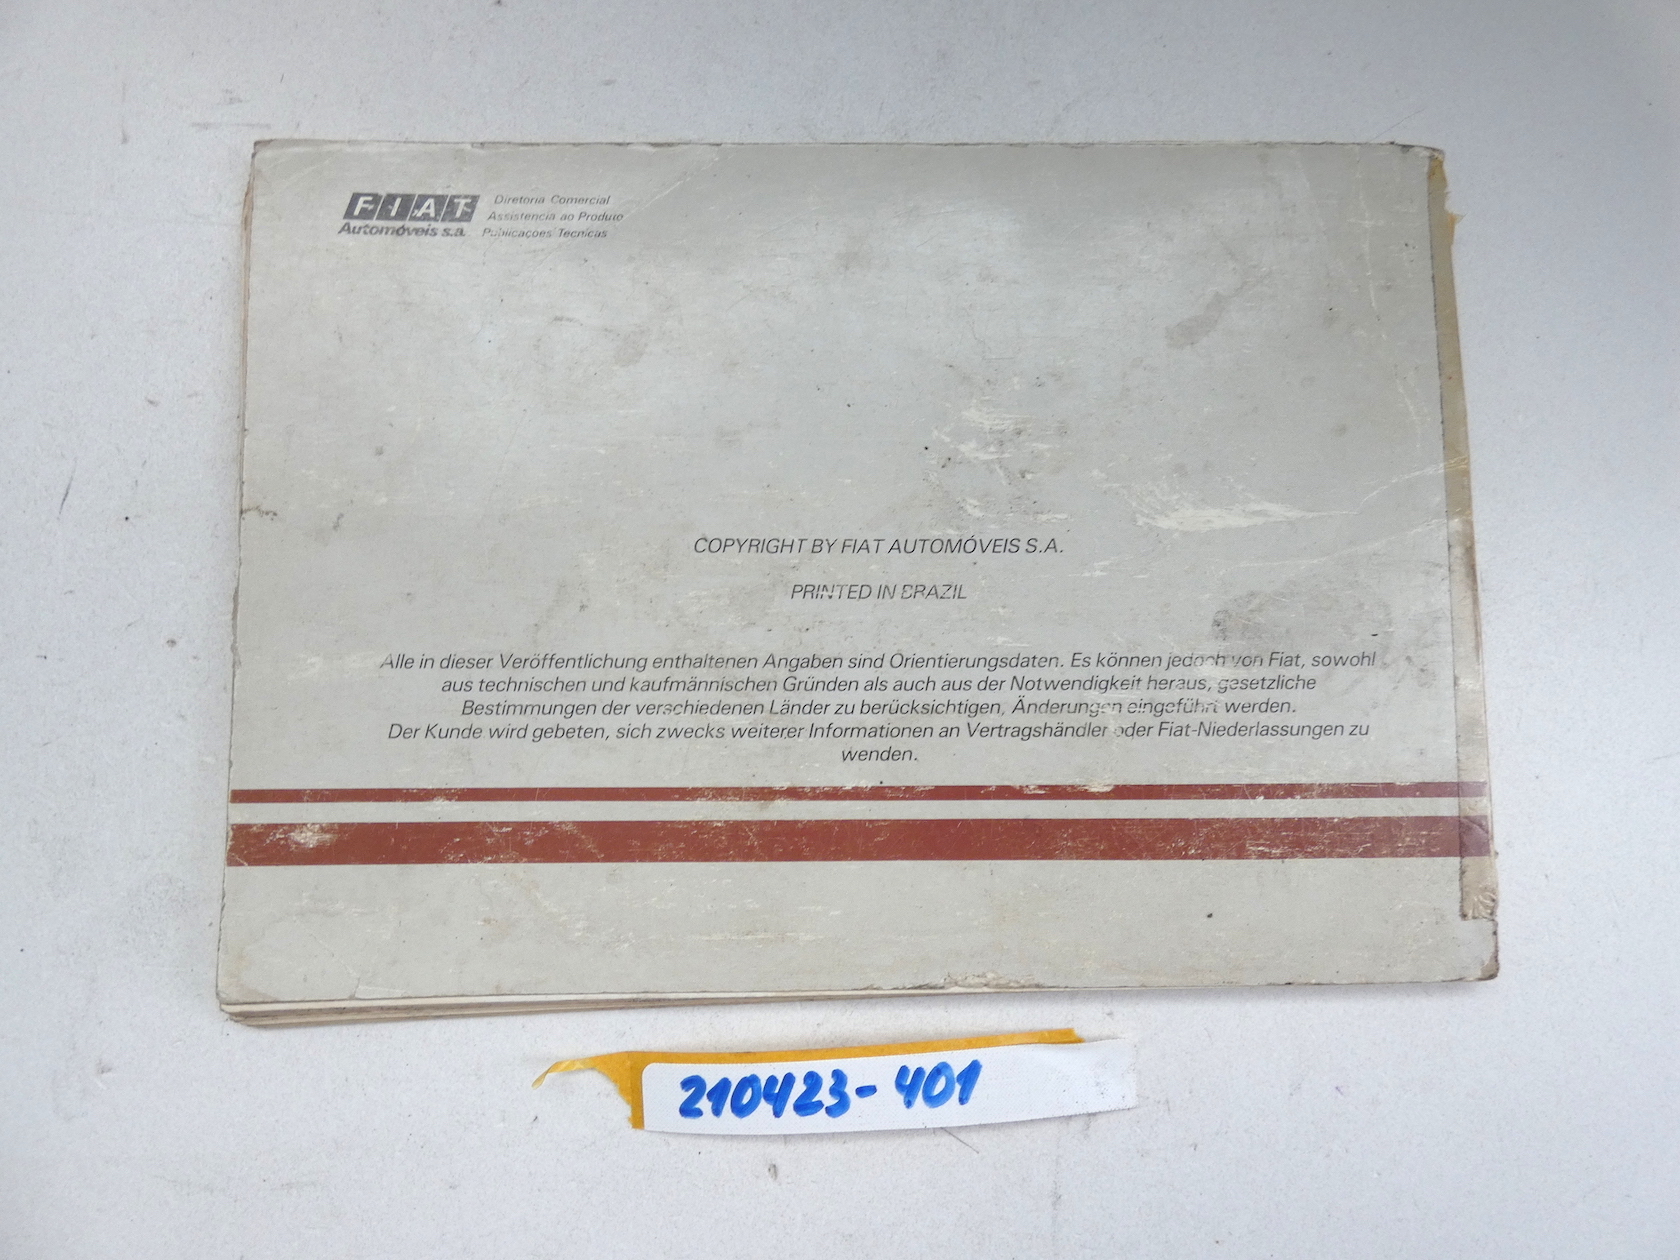 FIAT
Automóveis s.a.
Diretoria Comercial
Assistencia ao Produto
Publicacoes Tecnicas
COPYRIGHT BY FIAT AUTOMÓVEIS S.A.
PRINTED IN BRAZIL
Alle in dieser Veröffentlichung enthaltenen Angaben sind Orientierungsdaten. Es können jedoch von Fiat, sowohl
aus technischen und kaufmännischen Gründen als auch aus der Notwendigkeit heraus, gesetzliche
Bestimmungen der verschiedenen Länder zu berücksichtigen, Änderungen eingeführt werden.
Der Kunde wird gebeten, sich zwecks weiterer Informationen an Vertragshändler oder Fiat-Niederlassungen zu
wenden.
210423-401